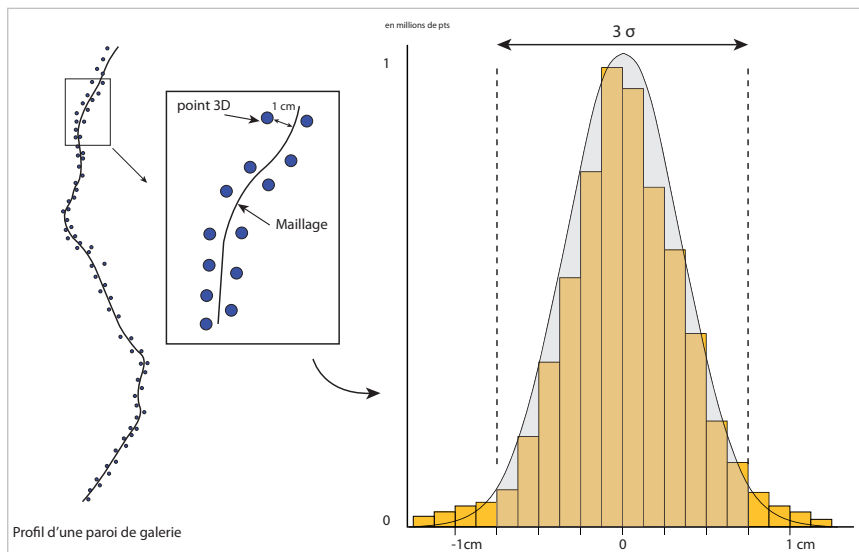 en millions de pts
3 σ
1
point 3D
1 cm
Maillage
0
-1cm
0
1 cm
Profil d'une paroi de galerie